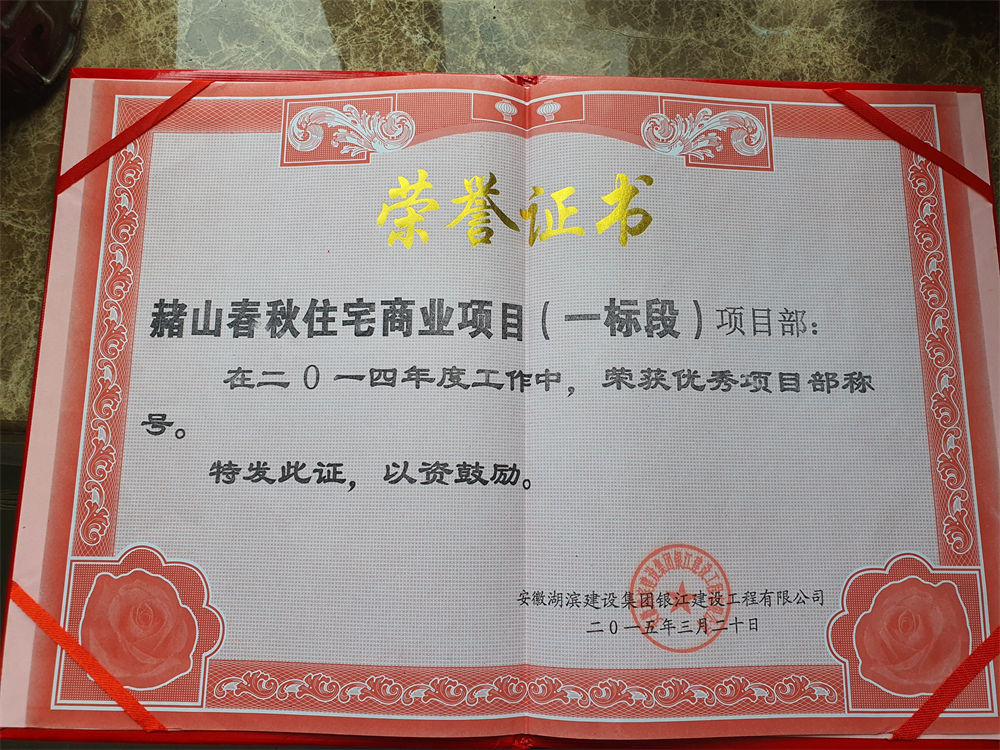 荣誉证书
赭山春秋住宅商业项目（一标段）项目部：
在二０一四年度工作中，荣获优秀项目部称
号。
特发此证，以资鼓励。
安徽湖滨建设集团银江建设工程有限公司
二０一五年三月二十日